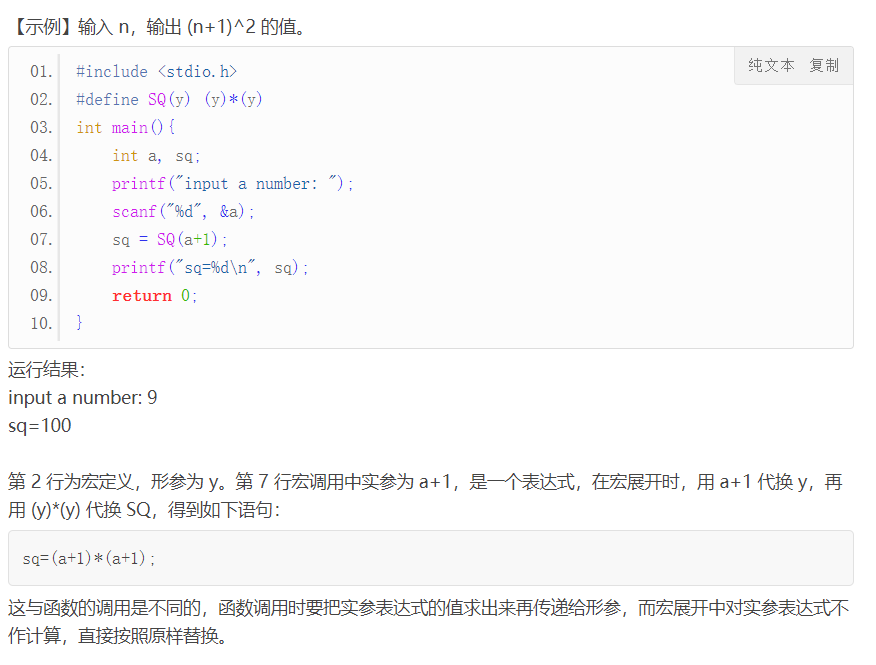 【示例】输入 n，输出 (n+1)^2 的值。
纯文本 复制
01. #include <stdio.h>
02. #define SQ(y) (y)*(y)
03. int main(){
04.     int a, sq;
05.     printf("input a number: ");
06.     scanf("%d", &a);
07.     sq = SQ(a+1);
08.     printf("sq=%d\n", sq);
09.     return 0;
10. }
运行结果：
input a number: 9
sq=100
第 2 行为宏定义，形参为 y。第 7 行宏调用中实参为 a+1，是一个表达式，在宏展开时，用 a+1 代换 y，再
用 (y)*(y) 代换 SQ，得到如下语句：
sq=(a+1)*(a+1);
这与函数的调用是不同的，函数调用时要把实参表达式的值求出来再传递给形参，而宏展开中对实参表达式不
作计算，直接按照原样替换。